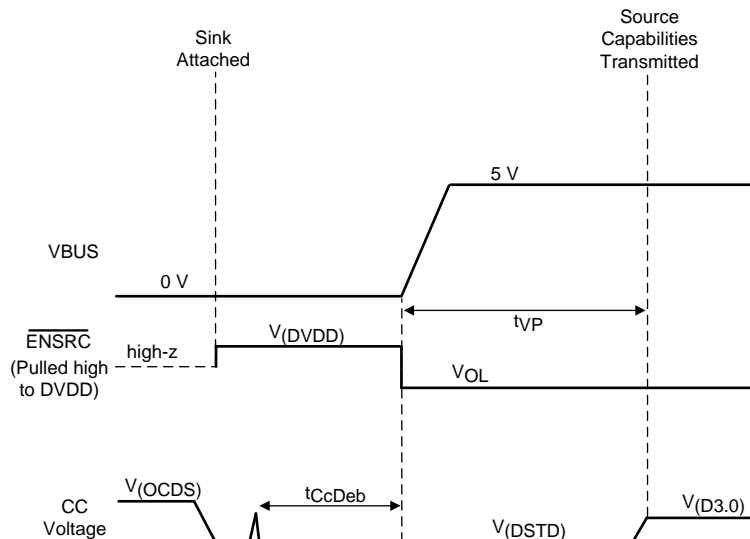 Sink
Attached
Source
Capabilities
Transmitted
5 V
VBUS
0 V
tVP
ENSRC
(Pulled high
to DVDD)
high-z
V(DVDD)
VOL
CC
Voltage
V(OCDS)
tCcDeb
V(DSTD)
V(D3.0)